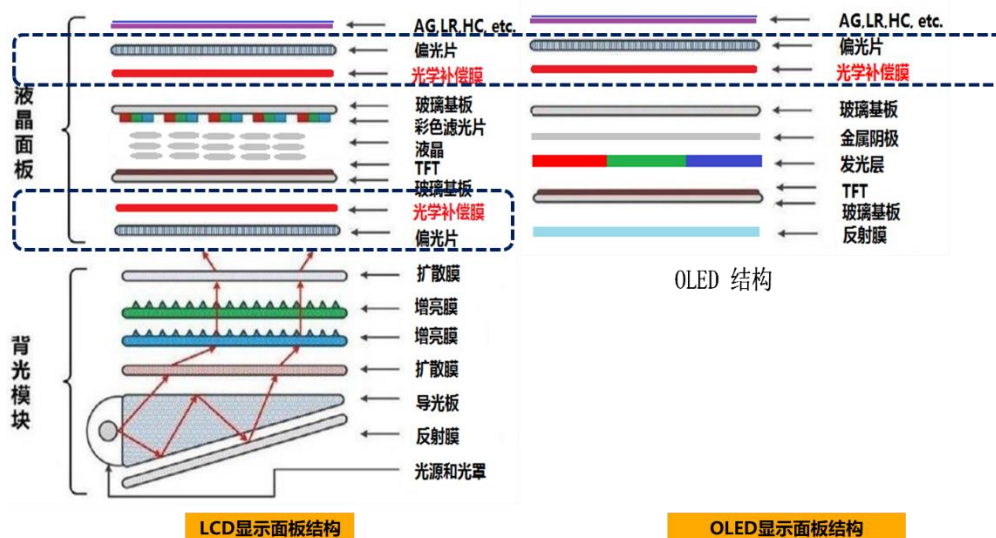 液晶面板
AG,LR,HC, etc.
偏光片
光学补偿膜
玻璃基板
彩色滤光片
液晶
TFT
玻璃基板
光学补偿膜
偏光片
背光模块
扩散膜
增亮膜
增亮膜
扩散膜
导光板
反射膜
光源和光罩
LCD显示面板结构
AG,LR,HC, etc.
偏光片
光学补偿膜
玻璃基板
金属阴极
发光层
TFT
玻璃基板
反射膜
OLED 结构
OLED显示面板结构